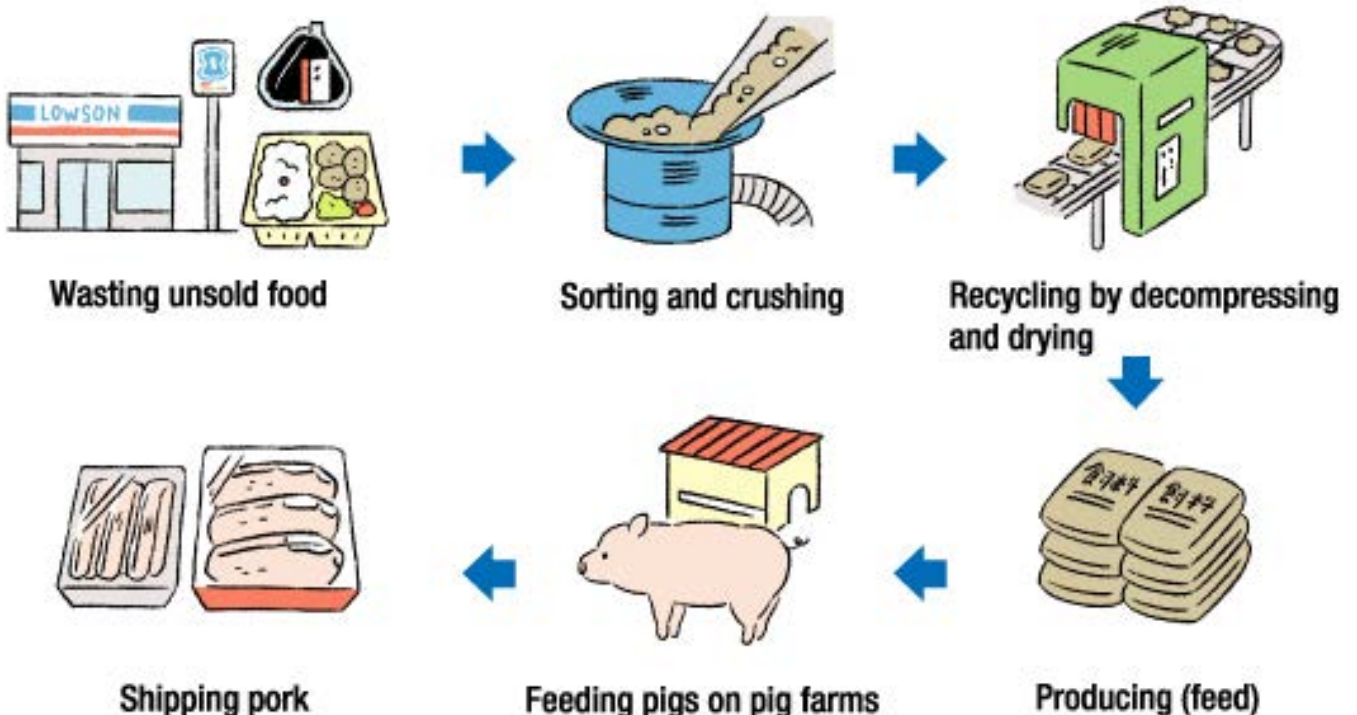 LOWSON
Wasting unsold food
Sorting and crushing
Recycling by decompressing
and drying
飼料 飼料
Producing (feed)
Feeding pigs on pig farms
Shipping pork